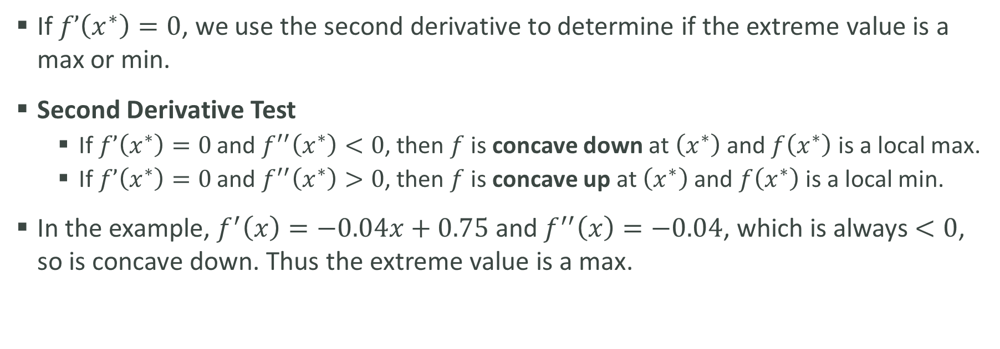 ▪ If f’(x*) = 0, we use the second derivative to determine if the extreme value is a
max or min.
▪ Second Derivative Test
▪ If f’(x*) = 0 and f′′(x*) < 0, then f is concave down at (x*) and f(x*) is a local max.
▪ If f’(x*) = 0 and f′′(x*) > 0, then f is concave up at (x*) and f(x*) is a local min.
▪ In the example, f′(x) = −0.04x + 0.75 and f′′(x) = −0.04, which is always < 0,
so is concave down. Thus the extreme value is a max.